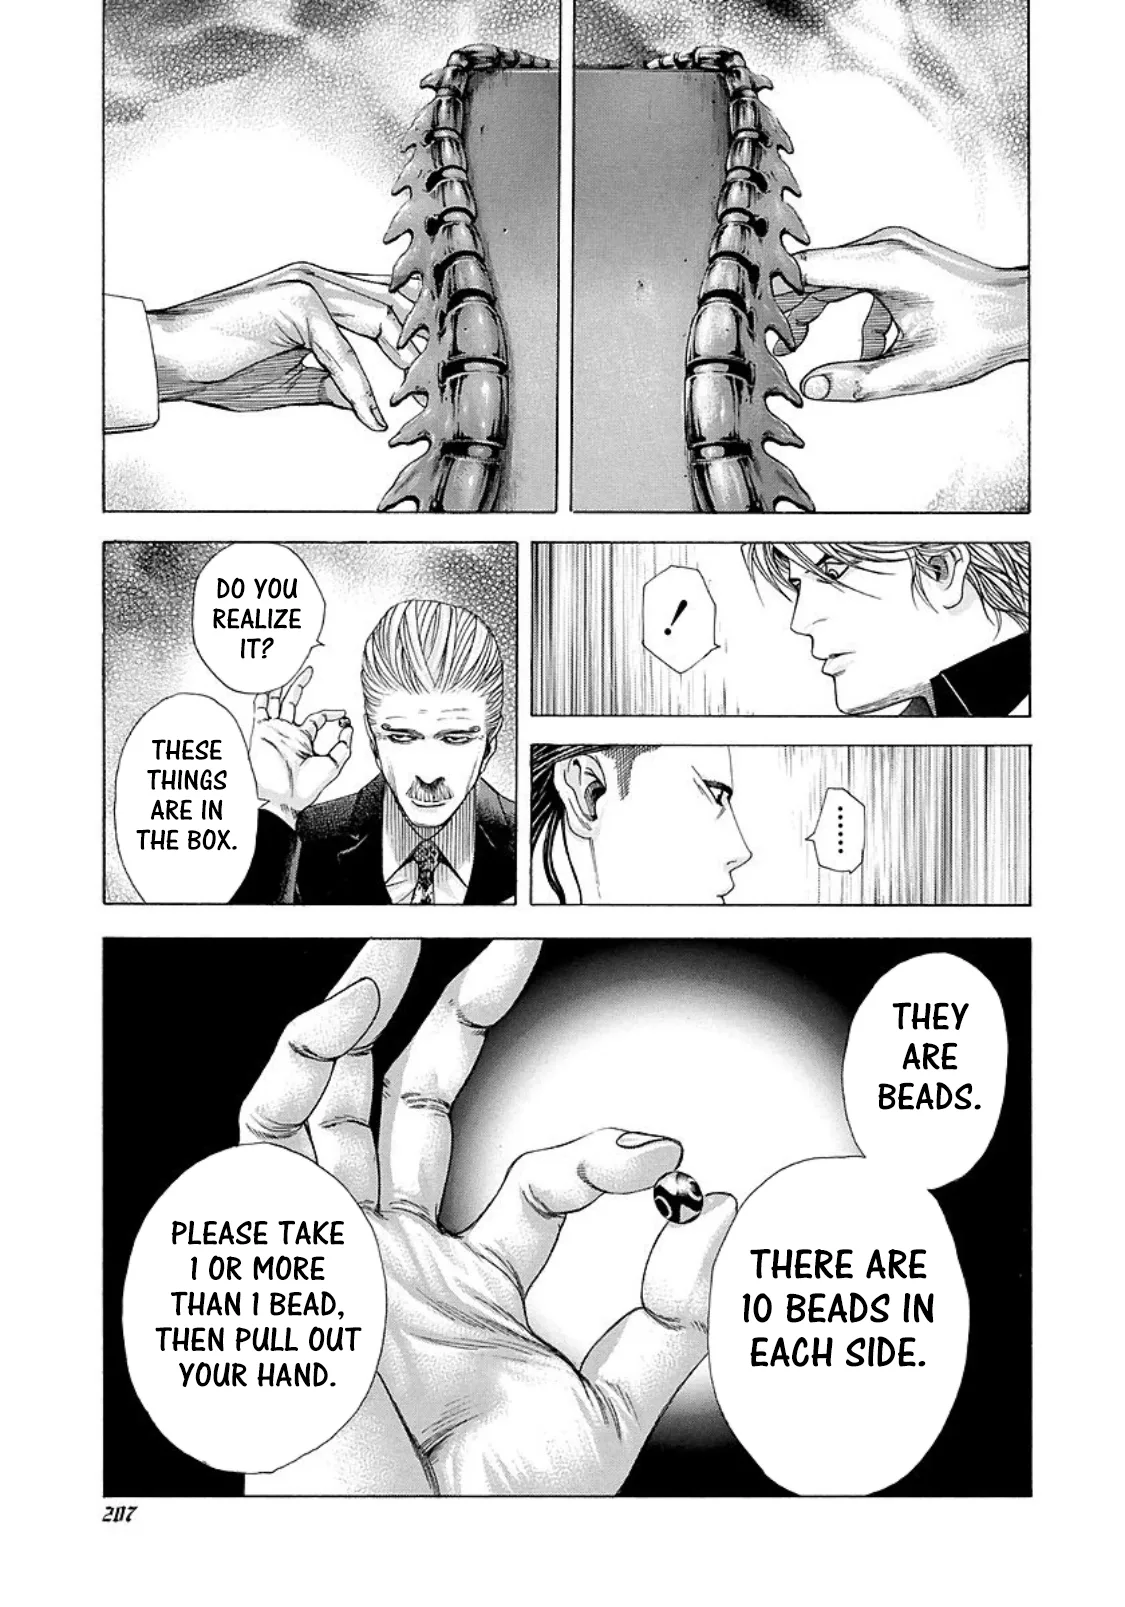 !
......
DO YOU
REALIZE
IT?
THESE
THINGS
ARE IN
THE BOX.
THEY
ARE
BEADS.
THERE ARE
10 BEADS IN
EACH SIDE.
PLEASE TAKE
1 OR MORE
THAN 1 BEAD,
THEN PULL OUT
YOUR HAND.
207